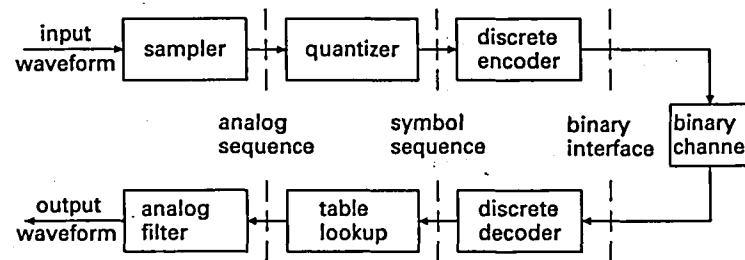 input
waveform
sampler
quantizer
discrete
encoder
analog
sequence
symbol
sequence
binary
interface
binary
channel
output
waveform
analog
filter
table
lookup
discrete
decoder